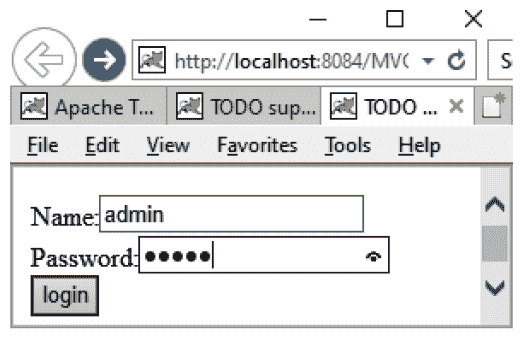 http://localhost:8084/MV
Apache T... TODO sup... TODO ...
File Edit View Favorites Tools Help
Name: admin
Password: •••••
login